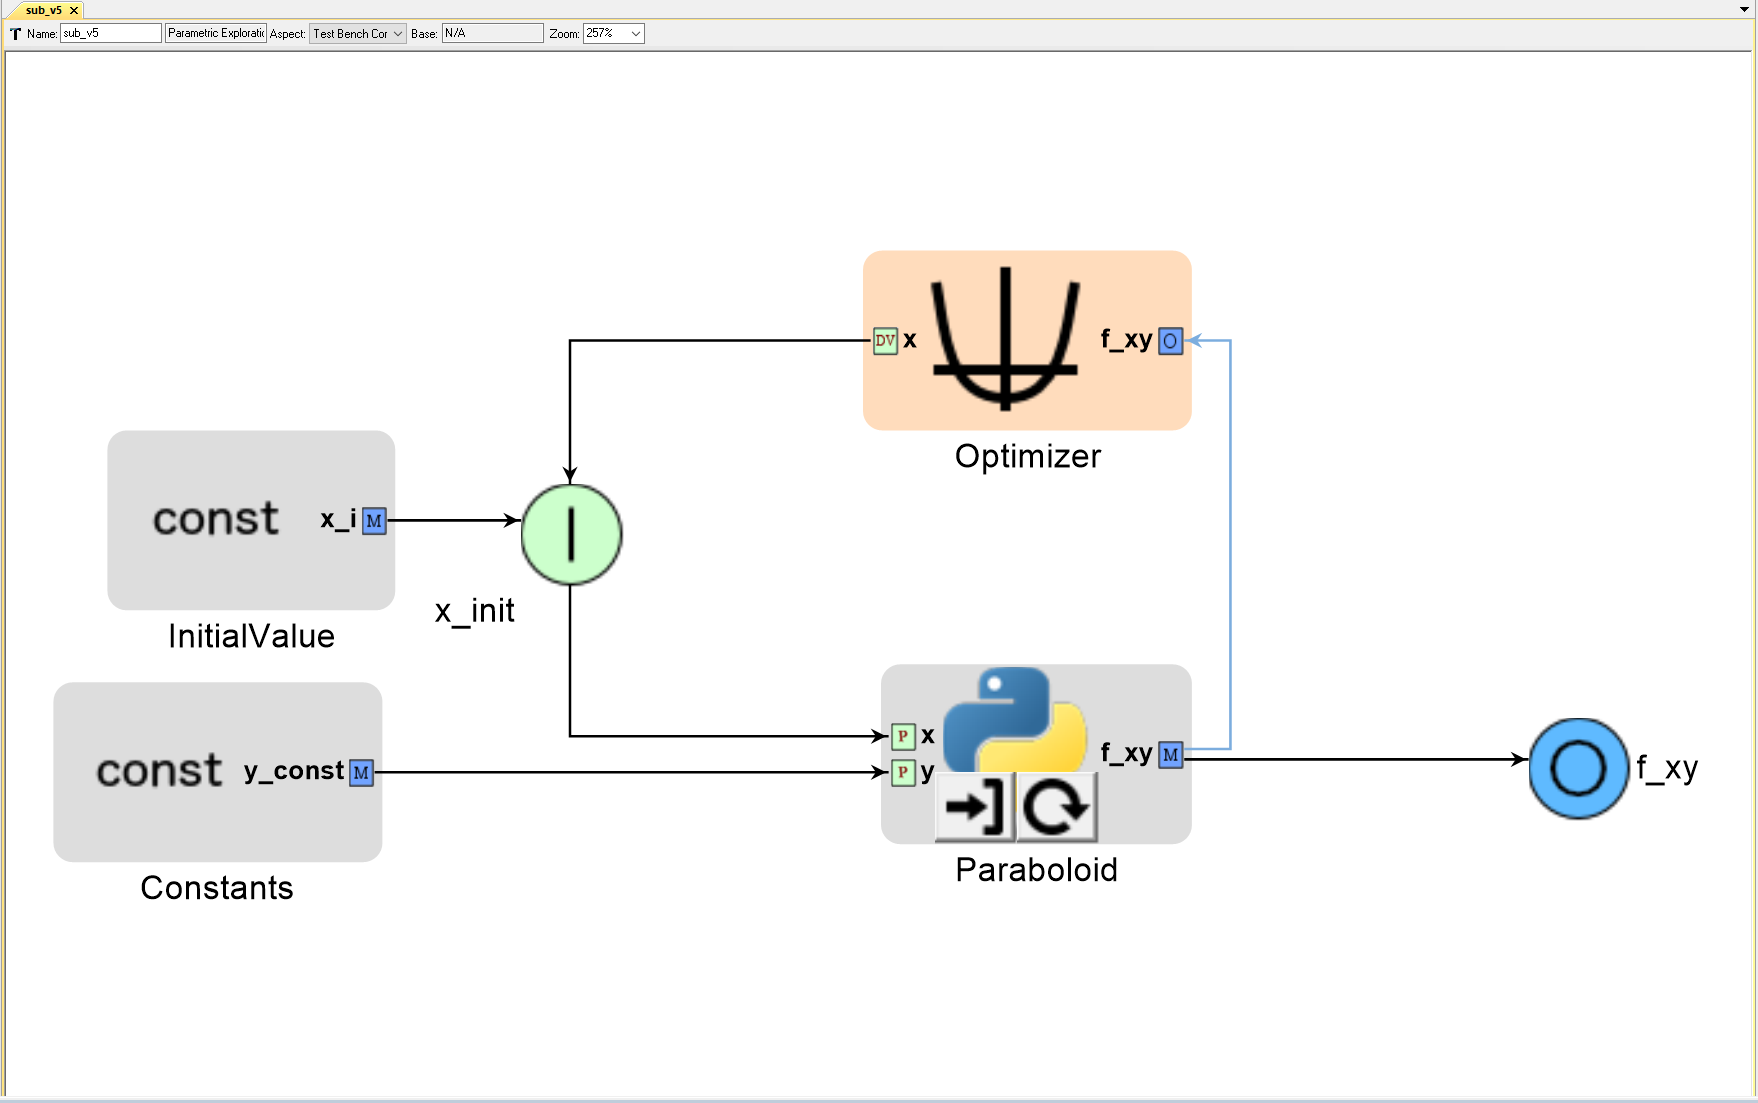 sub_v5
Name: sub_v5 Parametric Exploratic Aspect: Test Bench Cor Base: N/A Zoom: 257%
DV x f_xy O
Optimizer
const x_i M
InitialValue
x_init
const y_const M
Constants
P x
P y
f_xy M
Paraboloid
f_xy